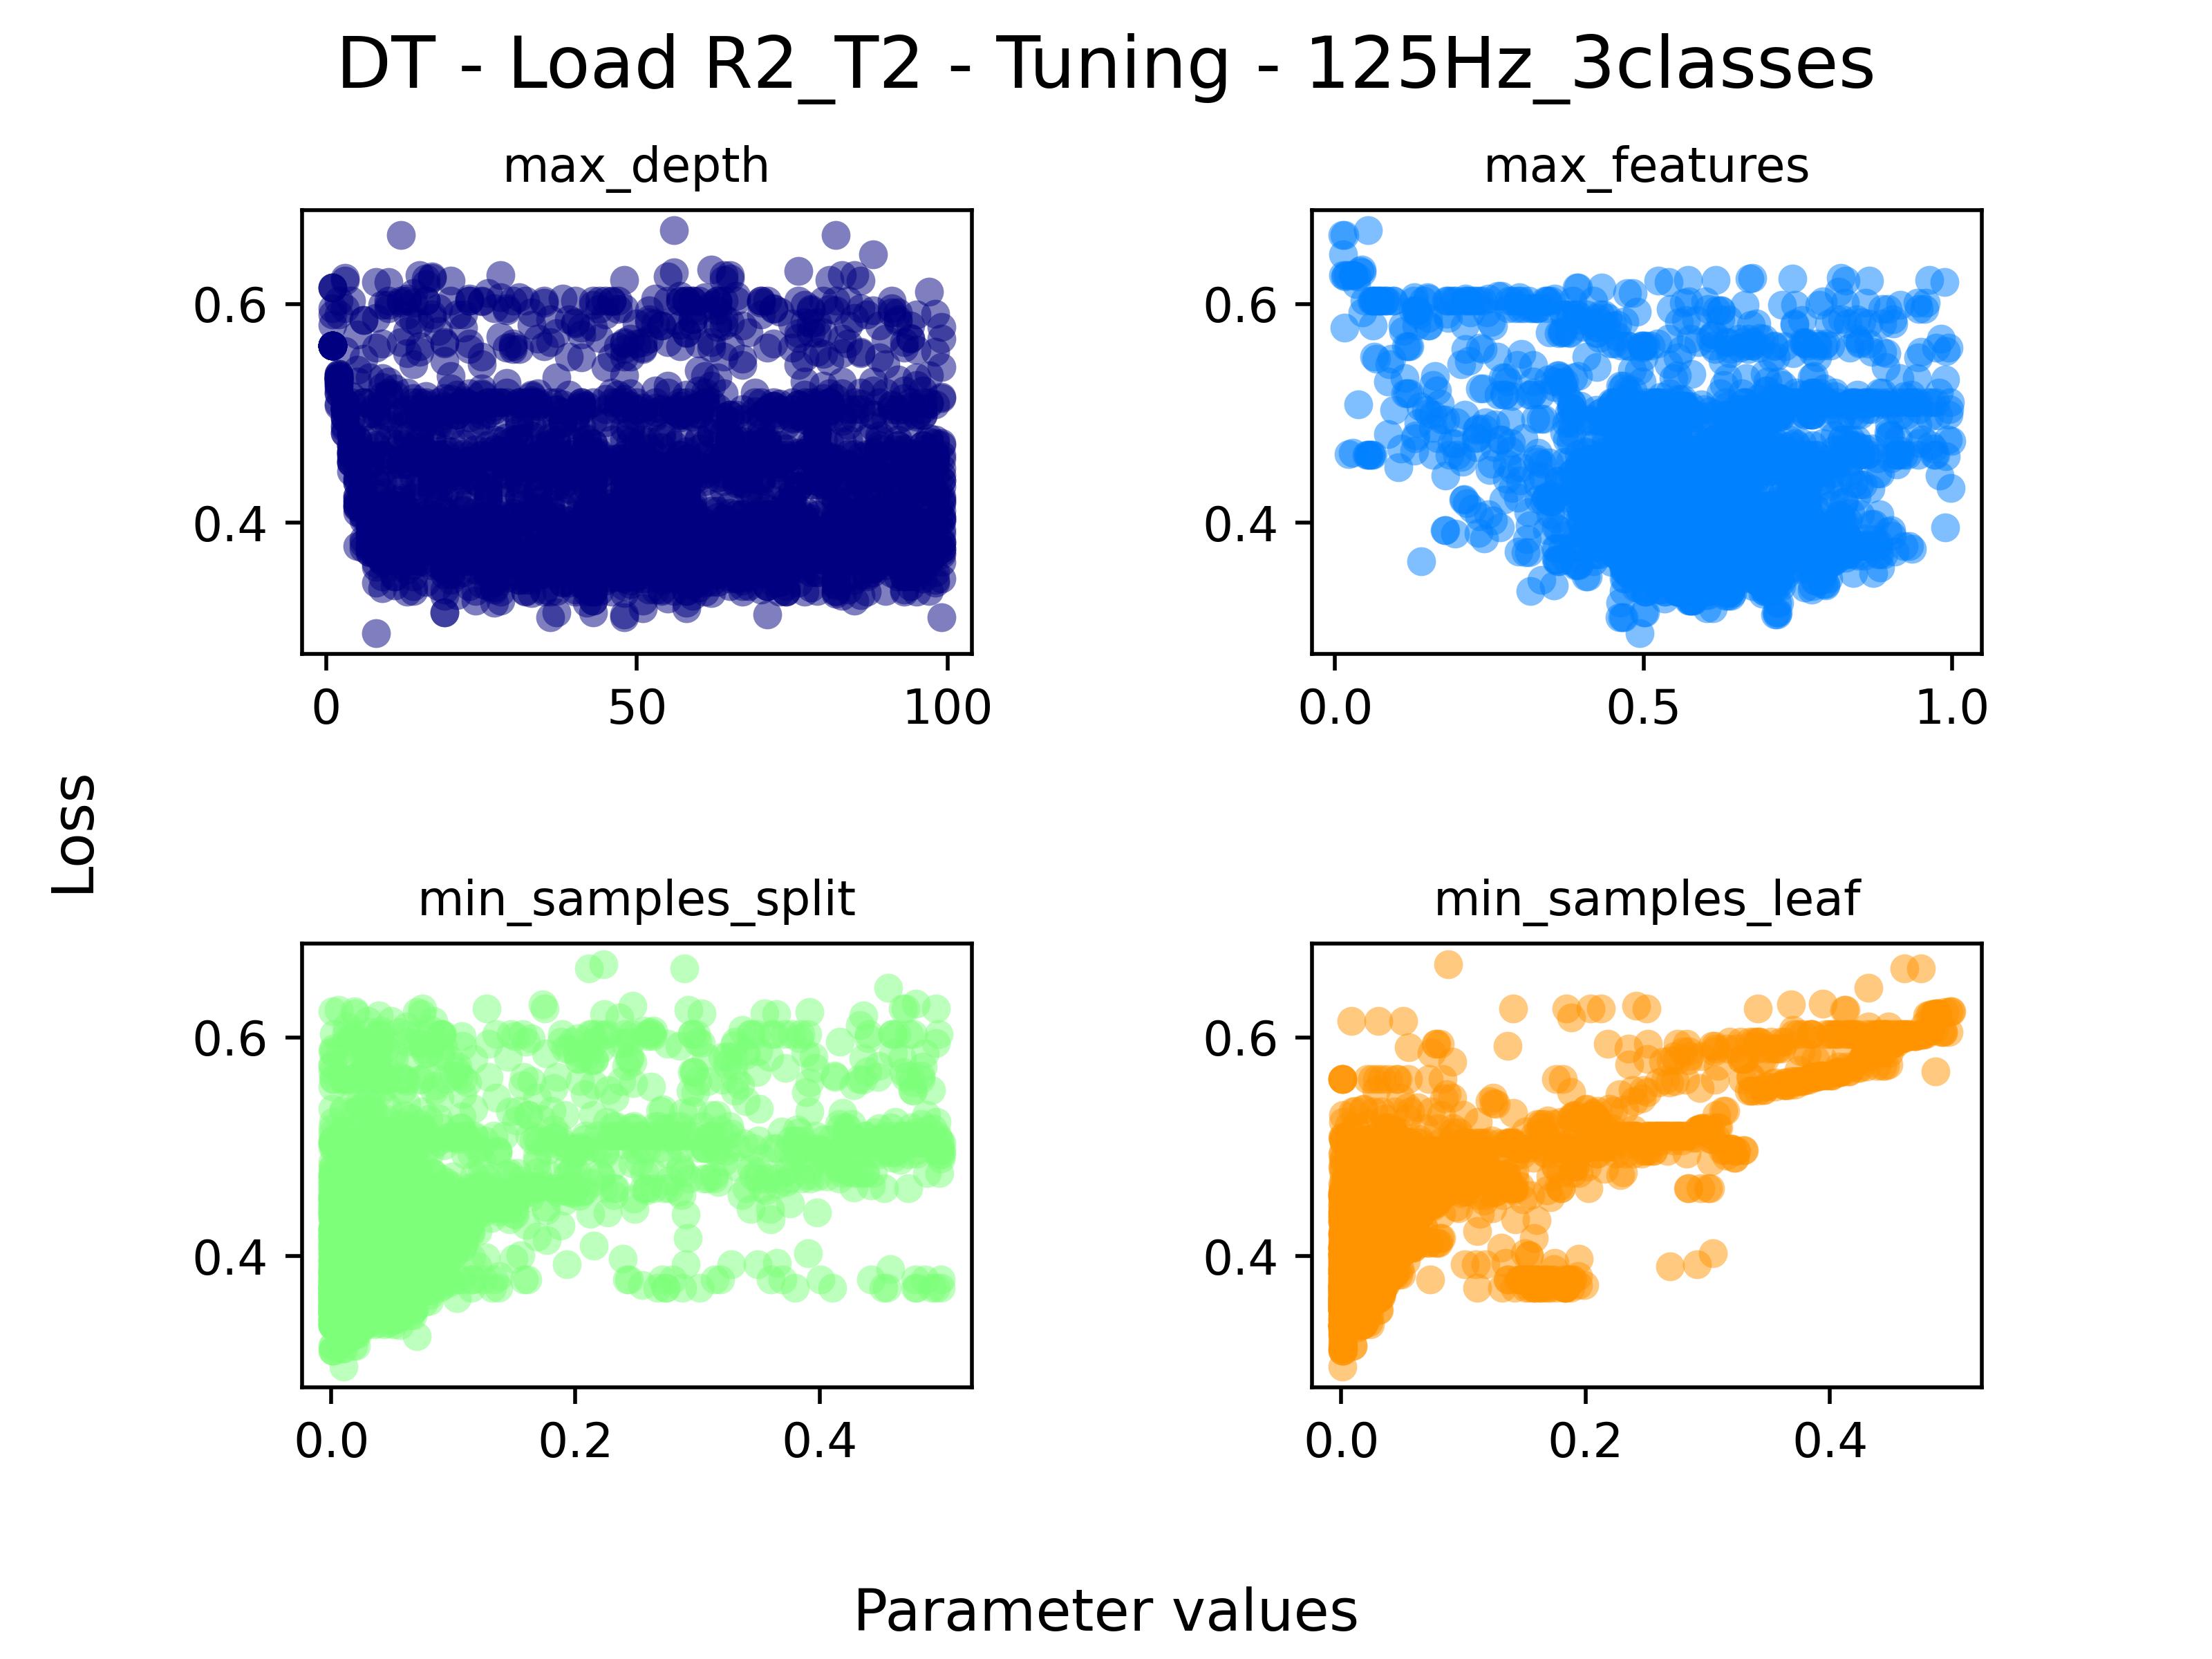 DT - Load R2_T2 - Tuning - 125Hz_3classes
max_depth
0.6
0.4
0 50 100
max_features
0.6
0.4
0.0 0.5 1.0
Loss
min_samples_split
0.6
0.4
0.0 0.2 0.4
min_samples_leaf
0.6
0.4
0.0 0.2 0.4
Parameter values